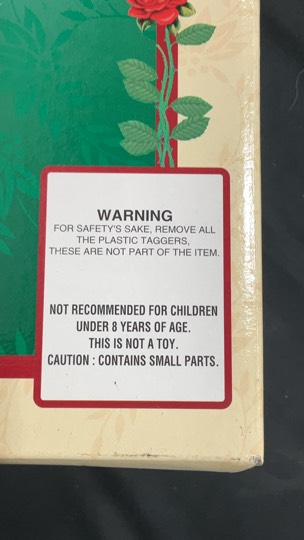 WARNING
FOR SAFETY'S SAKE, REMOVE ALL
THE PLASTIC TAGGERS,
THESE ARE NOT PART OF THE ITEM.
NOT RECOMMENDED FOR CHILDREN
UNDER 8 YEARS OF AGE.
THIS IS NOT A TOY.
CAUTION : CONTAINS SMALL PARTS.